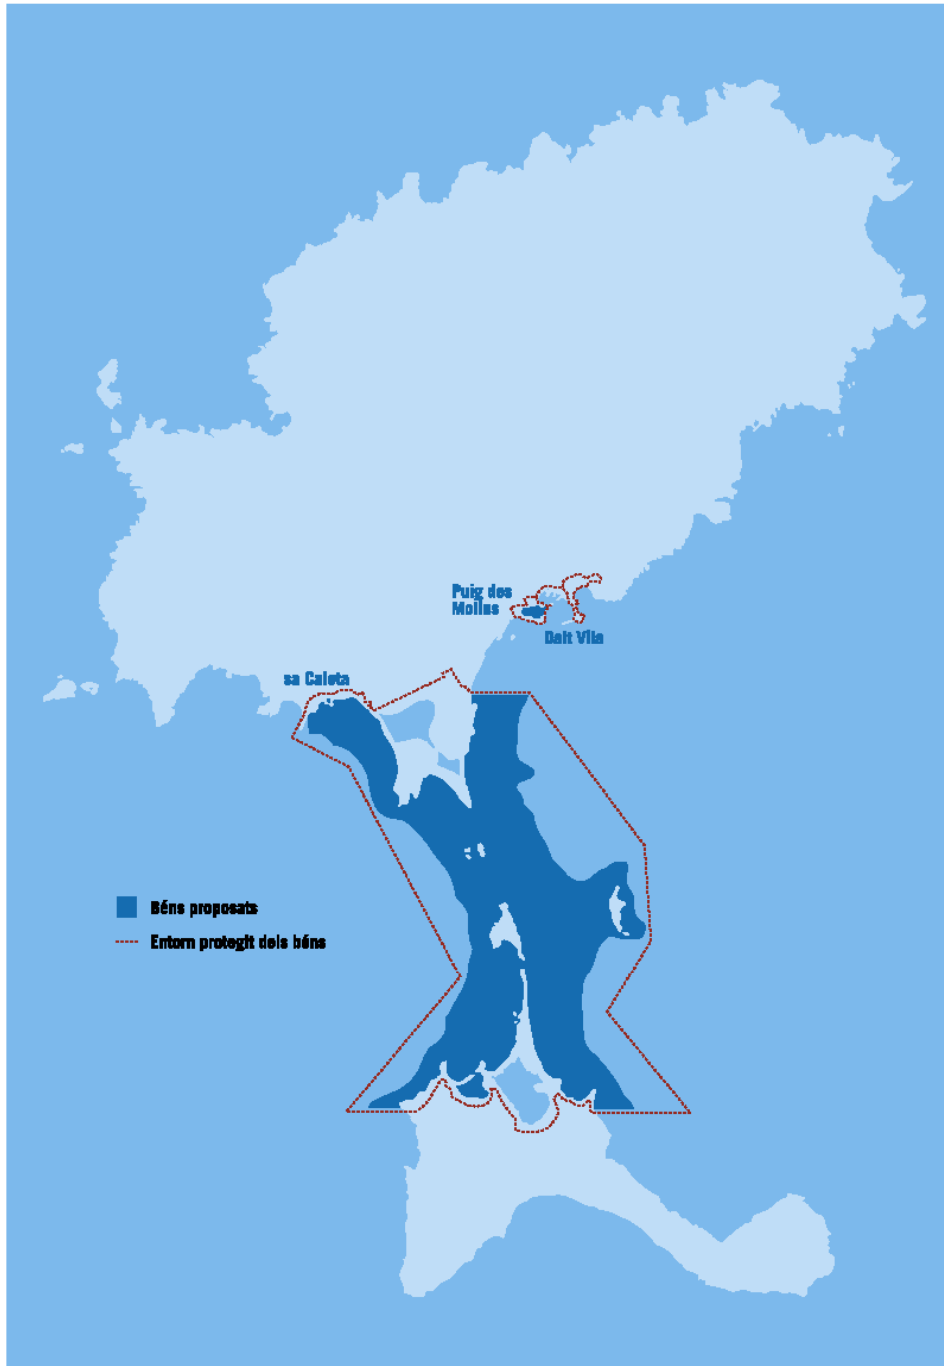 Puig des
Molins
Dalt Vila
sa Caleta
Béns proposats
Entorn protegit dels béns